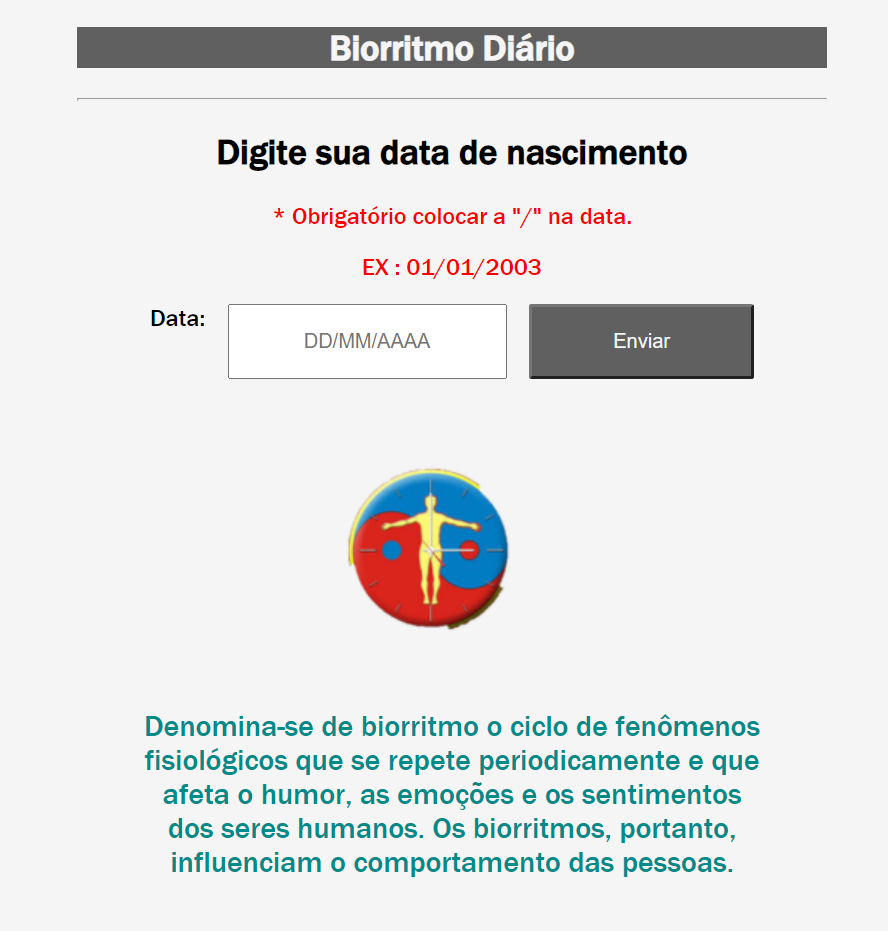 Biorritmo Diário
Digite sua data de nascimento
* Obrigatório colocar a "/" na data.
EX : 01/01/2003
Data: DD/MM/AAAA Enviar
Denomina-se de biorritmo o ciclo de fenômenos
fisiológicos que se repete periodicamente e que
afeta o humor, as emoções e os sentimentos
dos seres humanos. Os biorritmos, portanto,
influenciam o comportamento das pessoas.